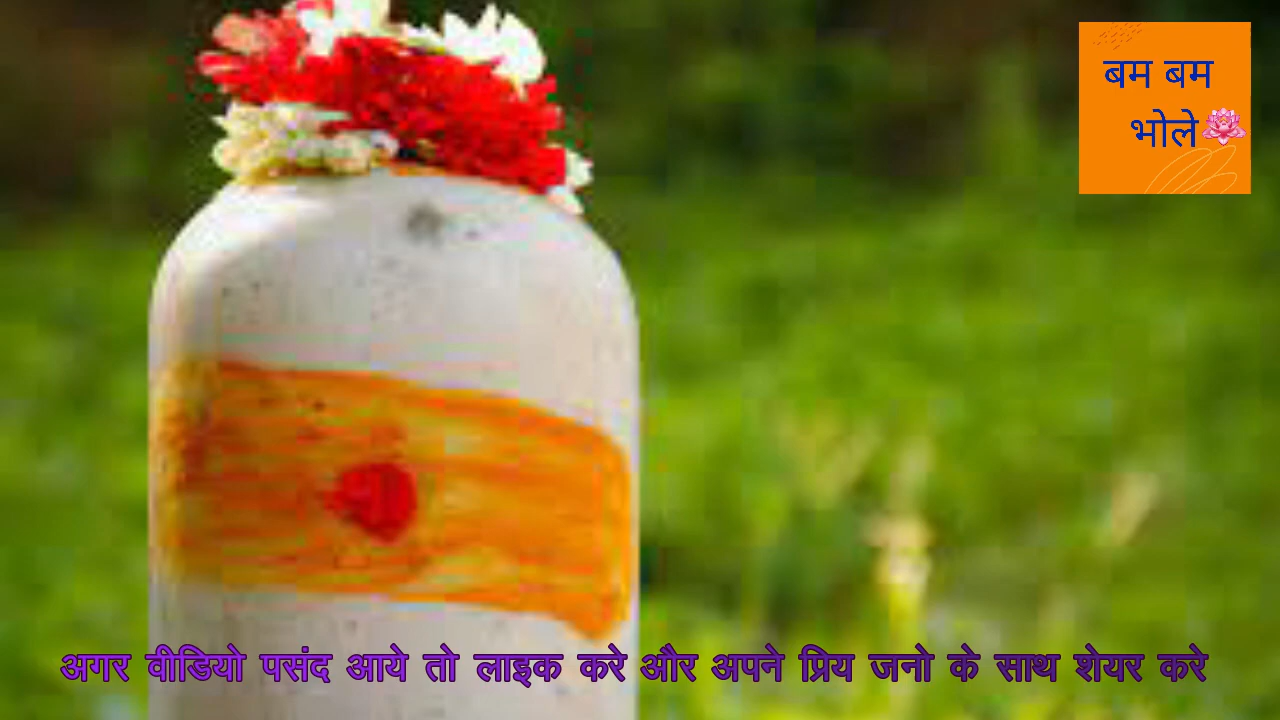 बम बम
भोले
अगर वीडियो पसंद आये तो लाइक करे और अपने प्रिय जनो के साथ शेयर करे